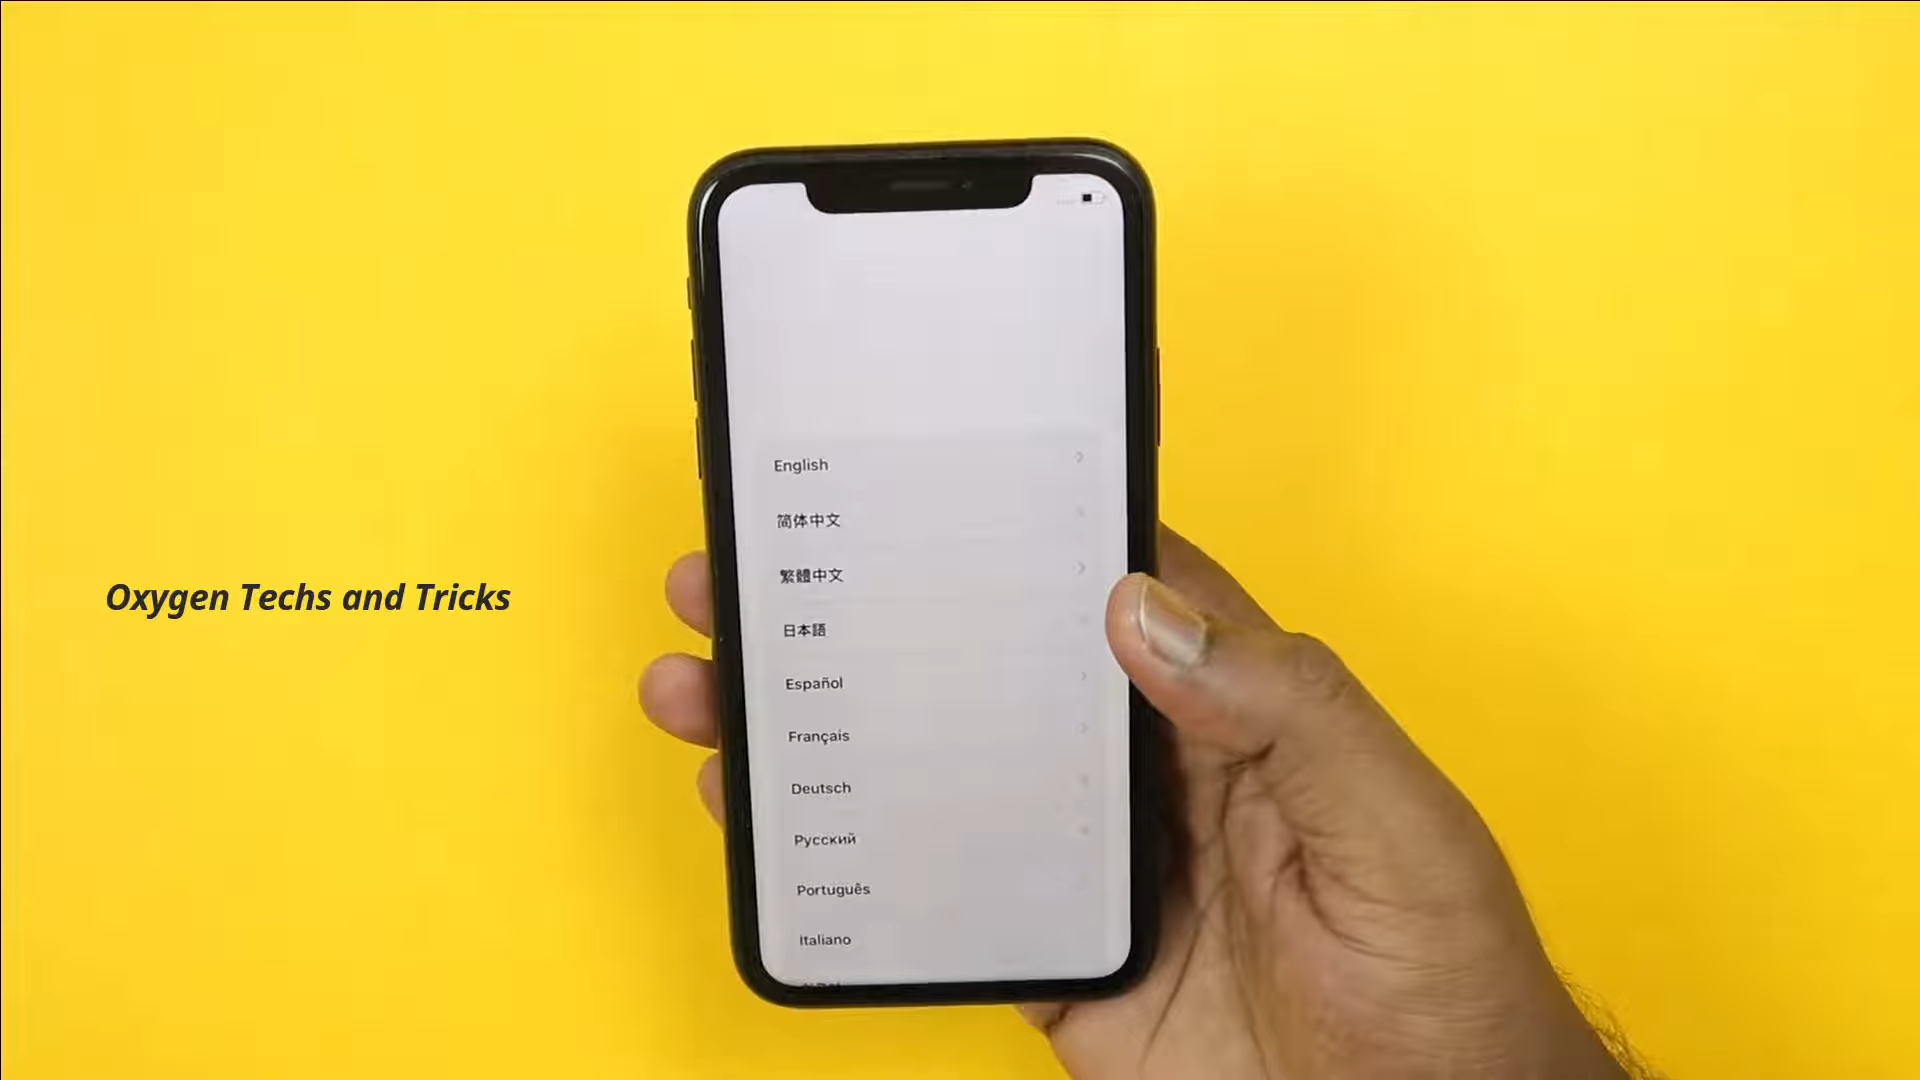 English
简体中文
繁體中文
日本語
Oxygen Techs and Tricks
Español
Français
Deutsch
Русский
Português
Italiano